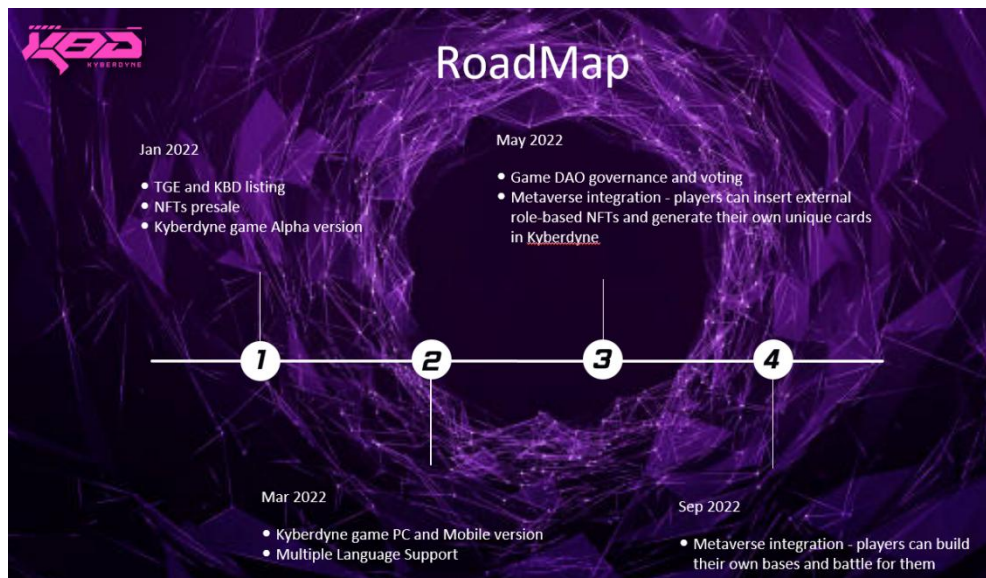 KBD
KYBERDYNE
RoadMap
Jan 2022
• TGE and KBD listing
• NFTs presale
• Kyberdyne game Alpha version
May 2022
• Game DAO governance and voting
• Metaverse integration - players can insert external
role-based NFTs and generate their own unique cards
in Kyberdyne
1
2
3
4
Mar 2022
• Kyberdyne game PC and Mobile version
• Multiple Language Support
Sep 2022
• Metaverse integration - players can build
their own bases and battle for them